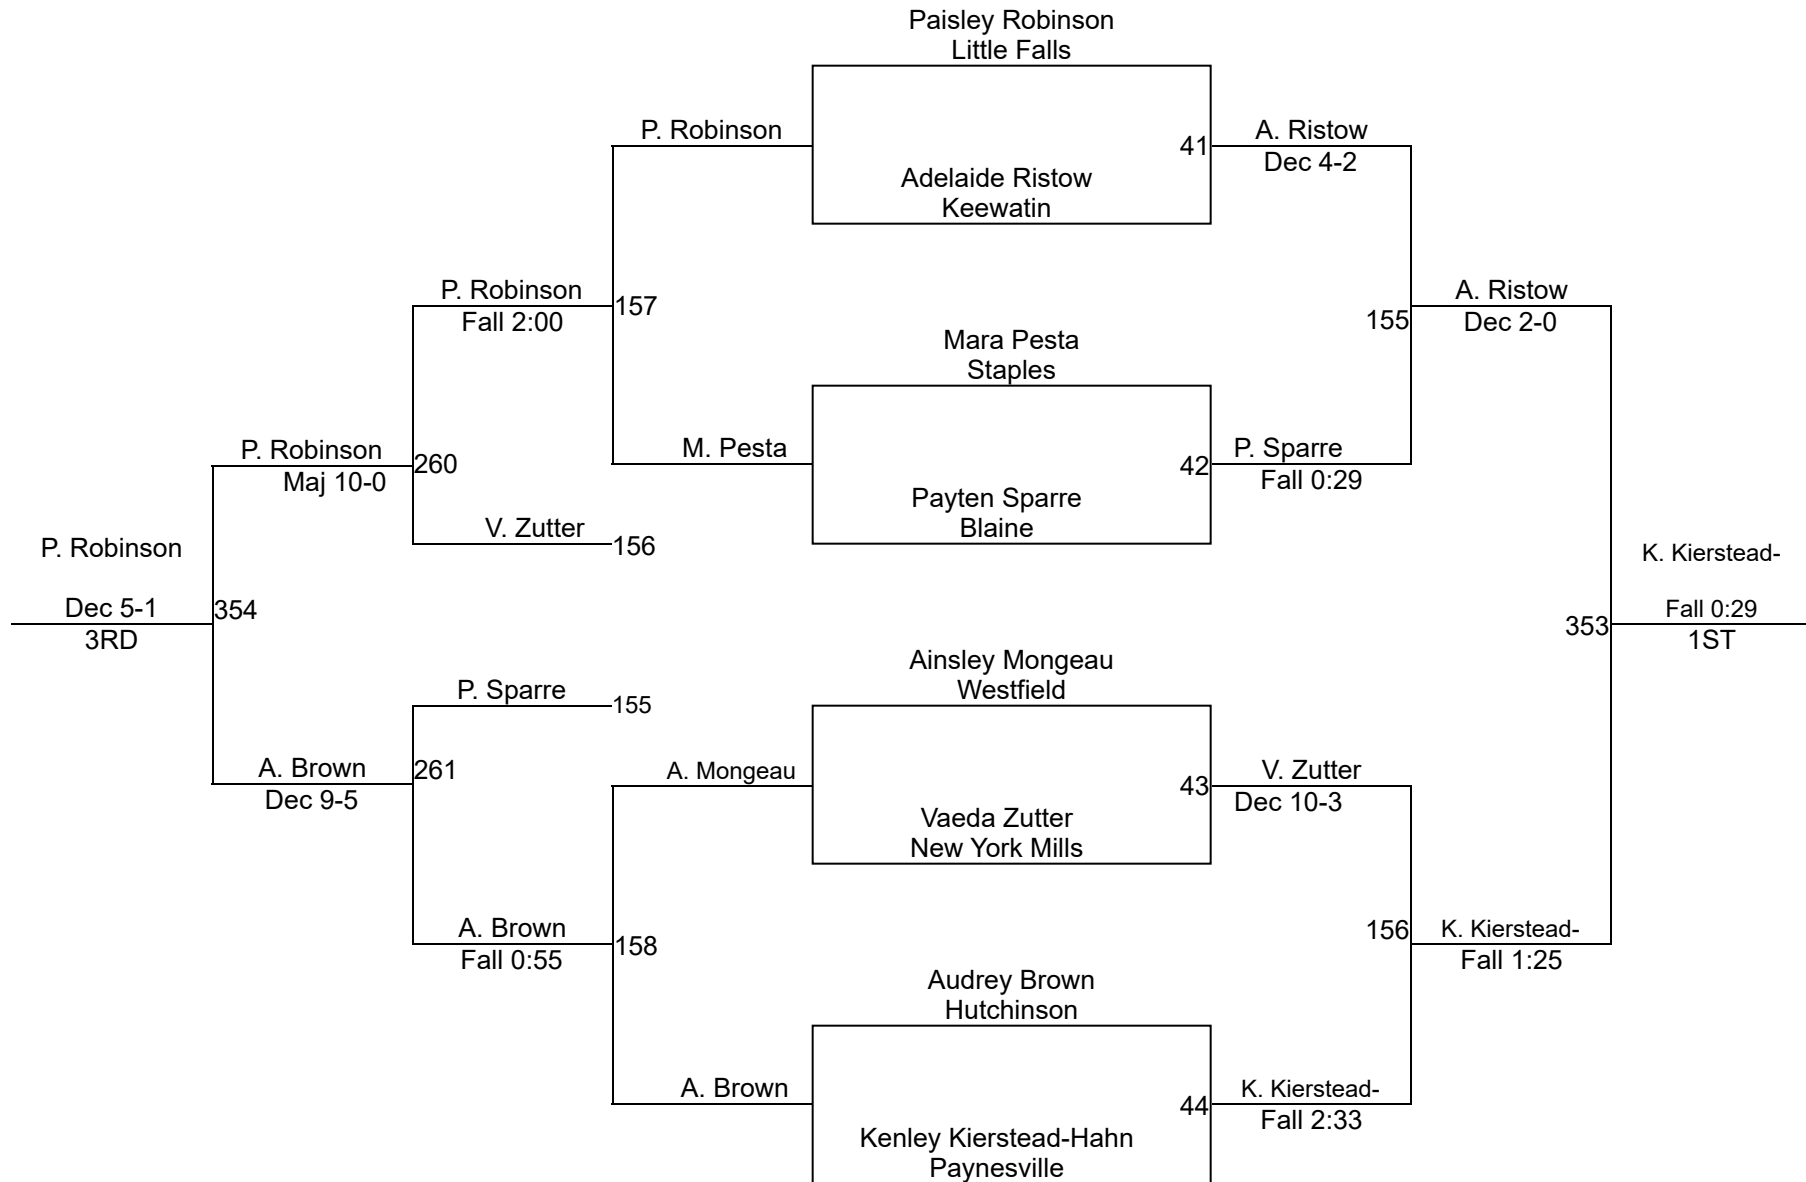 Paisley Robinson
Little Falls
P. Robinson
41
A. Ristow
Dec 4-2
Adelaide Ristow
Keewatin
P. Robinson
Fall 2:00
157
155
A. Ristow
Dec 2-0
Mara Pesta
Staples
P. Robinson
Maj 10-0
260
M. Pesta
42
P. Sparre
Fall 0:29
Payten Sparre
Blaine
V. Zutter
156
P. Robinson
Dec 5-1
3RD
354
K. Kierstead-
Fall 0:29
1ST
353
Ainsley Mongeau
Westfield
P. Sparre
155
A. Brown
Dec 9-5
261
A. Mongeau
43
V. Zutter
Dec 10-3
Vaeda Zutter
New York Mills
A. Brown
Fall 0:55
158
156
K. Kierstead-
Fall 1:25
Audrey Brown
Hutchinson
A. Brown
44
K. Kierstead-
Fall 2:33
Kenley Kierstead-Hahn
Paynesville